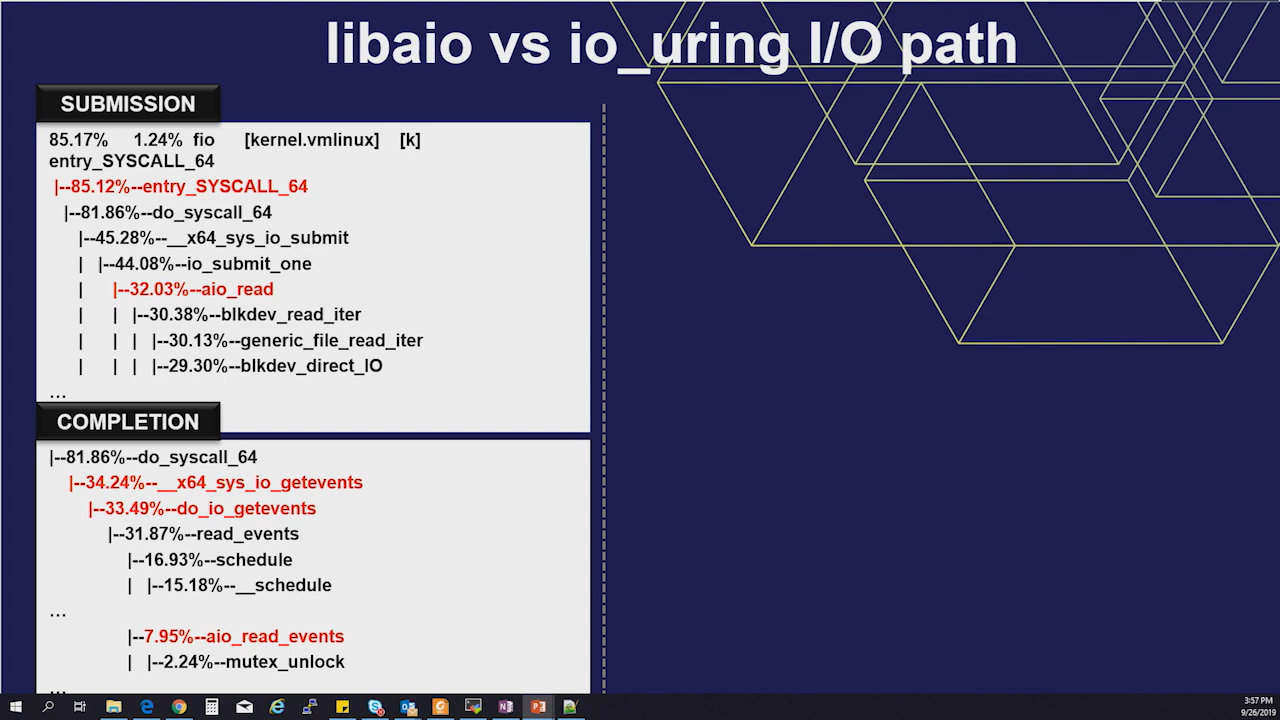 libaio vs io_uring I/O path
SUBMISSION
85.17% 1.24% fio [kernel.vmlinux] [k]
entry_SYSCALL_64
|--85.12%--entry_SYSCALL_64
|--81.86%--do_syscall_64
|--45.28%--__x64_sys_io_submit
| |--44.08%--io_submit_one
| |--32.03%--aio_read
| | |--30.38%--blkdev_read_iter
| | | |--30.13%--generic_file_read_iter
| | | |--29.30%--blkdev_direct_IO
...
COMPLETION
|--81.86%--do_syscall_64
|--34.24%--__x64_sys_io_getevents
|--33.49%--do_io_getevents
|--31.87%--read_events
|--16.93%--schedule
| |--15.18%--__schedule
...
|--7.95%--aio_read_events
| |--2.24%--mutex_unlock
...
3:57 PM
9/26/2019